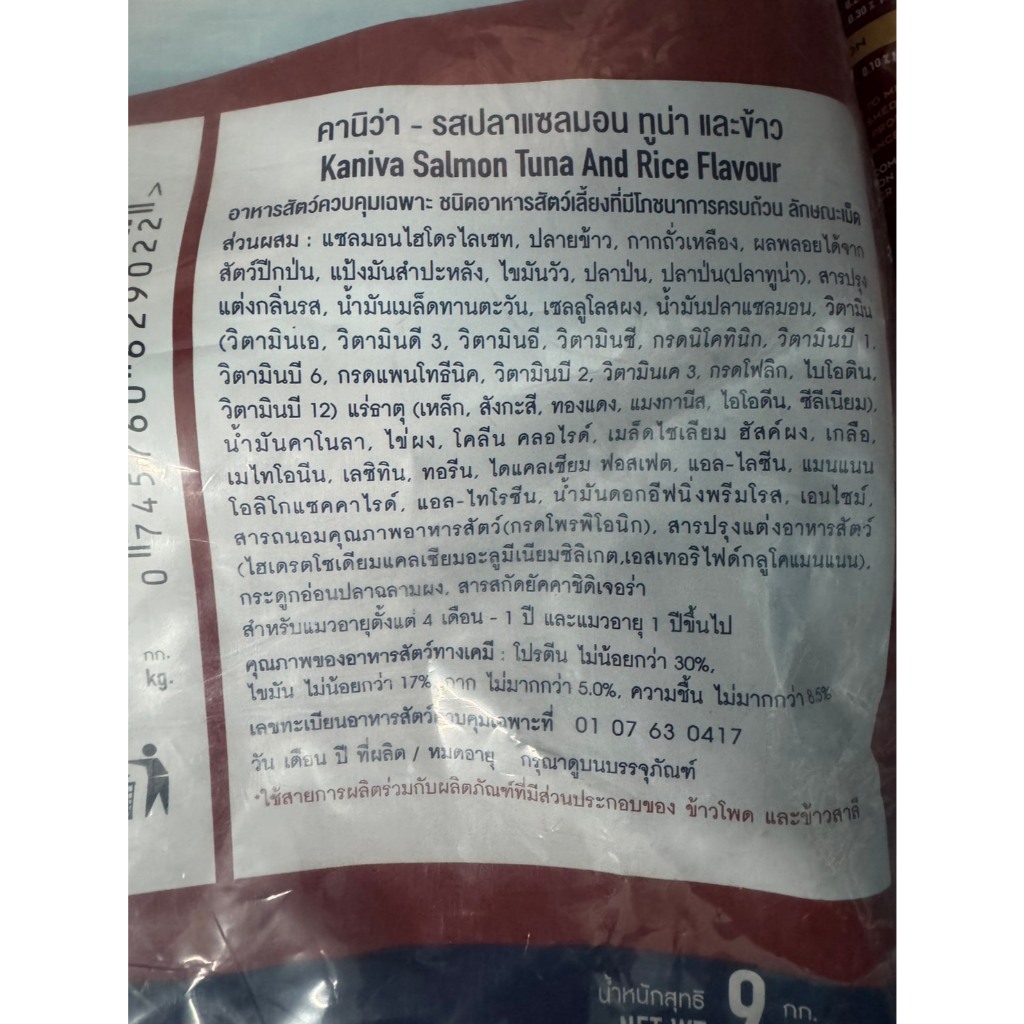 คานิว่า - รสปลาแซลมอน ทูน่า และข้าว
Kaniva Salmon Tuna And Rice Flavour
อาหารสัตว์ควบคุมเฉพาะ ชนิดอาหารสัตว์เลี้ยงที่มีโภชนาการครบถ้วน ลักษณะเม็ด
ส่วนผสม : แซลมอนไฮโดรไลเซท, ปลายข้าว, กากถั่วเหลือง, ผลพลอยได้จาก
สัตว์ปีกป่น, แป้งมันสำปะหลัง, ไขมันวัว, ปลาป่น, ปลาป่น(ปลาทูน่า), สารปรุง
แต่งกลิ่นรส, น้ำมันเมล็ดทานตะวัน, เซลลูโลสผง, น้ำมันปลาแซลมอน, วิตามิน
(วิตามินเอ, วิตามินดี 3, วิตามินอี, วิตามินซี, กรดนิโคทินิก, วิตามินบี 1,
วิตามินบี 6, กรดแพนโทธีนิค, วิตามินบี 2, วิตามินเค 3, กรดโฟลิก, ไบโอติน,
วิตามินบี 12) แร่ธาตุ (เหล็ก, สังกะสี, ทองแดง, แมงกานีส, ไอโอดีน, ซีลีเนียม),
น้ำมันคาโนลา, ไข่ผง, โคลีน คลอไรด์, เมล็ดไซเลียม ฮัสค์ผง, เกลือ,
เมไทโอนีน, เลซิทิน, ทอรีน, ไดแคลเซียม ฟอสเฟต, แอล-ไลซีน, แมนแนน
โอลิโกแซคคาไรด์, แอล-ไทโรซีน, น้ำมันดอกอีฟนิ่งพรีมโรส, เอนไซม์,
สารถนอมคุณภาพอาหารสัตว์(กรดโพรพิโอนิก), สารปรุงแต่งอาหารสัตว์
(ไฮเดรตโซเดียมแคลเซียมอะลูมีเนียมซิลิเกต,เอสเทอริไฟด์กลูโคแมนแนน),
กระดูกอ่อนปลาฉลามผง, สารสกัดยัคคาชิดิเจอร่า
สำหรับแมวอายุตั้งแต่ 4 เดือน - 1 ปี และแมวอายุ 1 ปีขึ้นไป
คุณภาพของอาหารสัตว์ทางเคมี : โปรตีน ไม่น้อยกว่า 30%,
ไขมัน ไม่น้อยกว่า 17%, กาก ไม่มากกว่า 5.0%, ความชื้น ไม่มากกว่า 8.5%
เลขทะเบียนอาหารสัตว์ควบคุมเฉพาะที่ 01 07 63 0417
วัน เดือน ปี ที่ผลิต / หมดอายุ กรุณาดูบนบรรจุภัณฑ์
*ใช้สายการผลิตร่วมกับผลิตภัณฑ์ที่มีส่วนประกอบของ ข้าวโพด และข้าวสาลี
กก.
kg.
น้ำหนักสุทธิ 9 กก.
NET WT